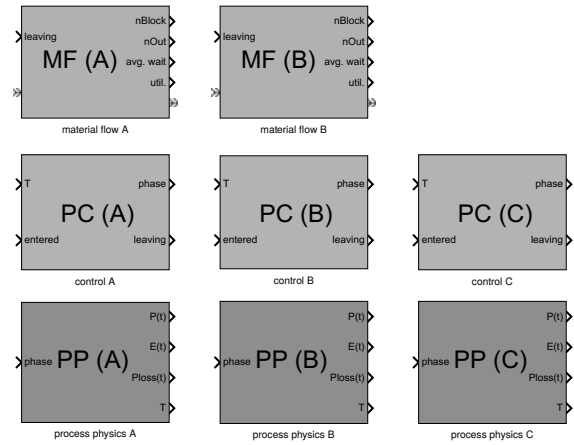 nBlock nBlock
leaving nOut leaving nOut
MF (A) avg. wait MF (B) avg. wait
util. util.
material flow A material flow B
T phase T phase T phase
PC (A) PC (B) PC (C)
entered leaving entered leaving entered leaving
control A control B control C
P(t) P(t) P(t)
E(t) E(t) E(t)
phase PP (A) phase PP (B) phase PP (C)
Ploss(t) Ploss(t) Ploss(t)
T T T
process physics A process physics B process physics C